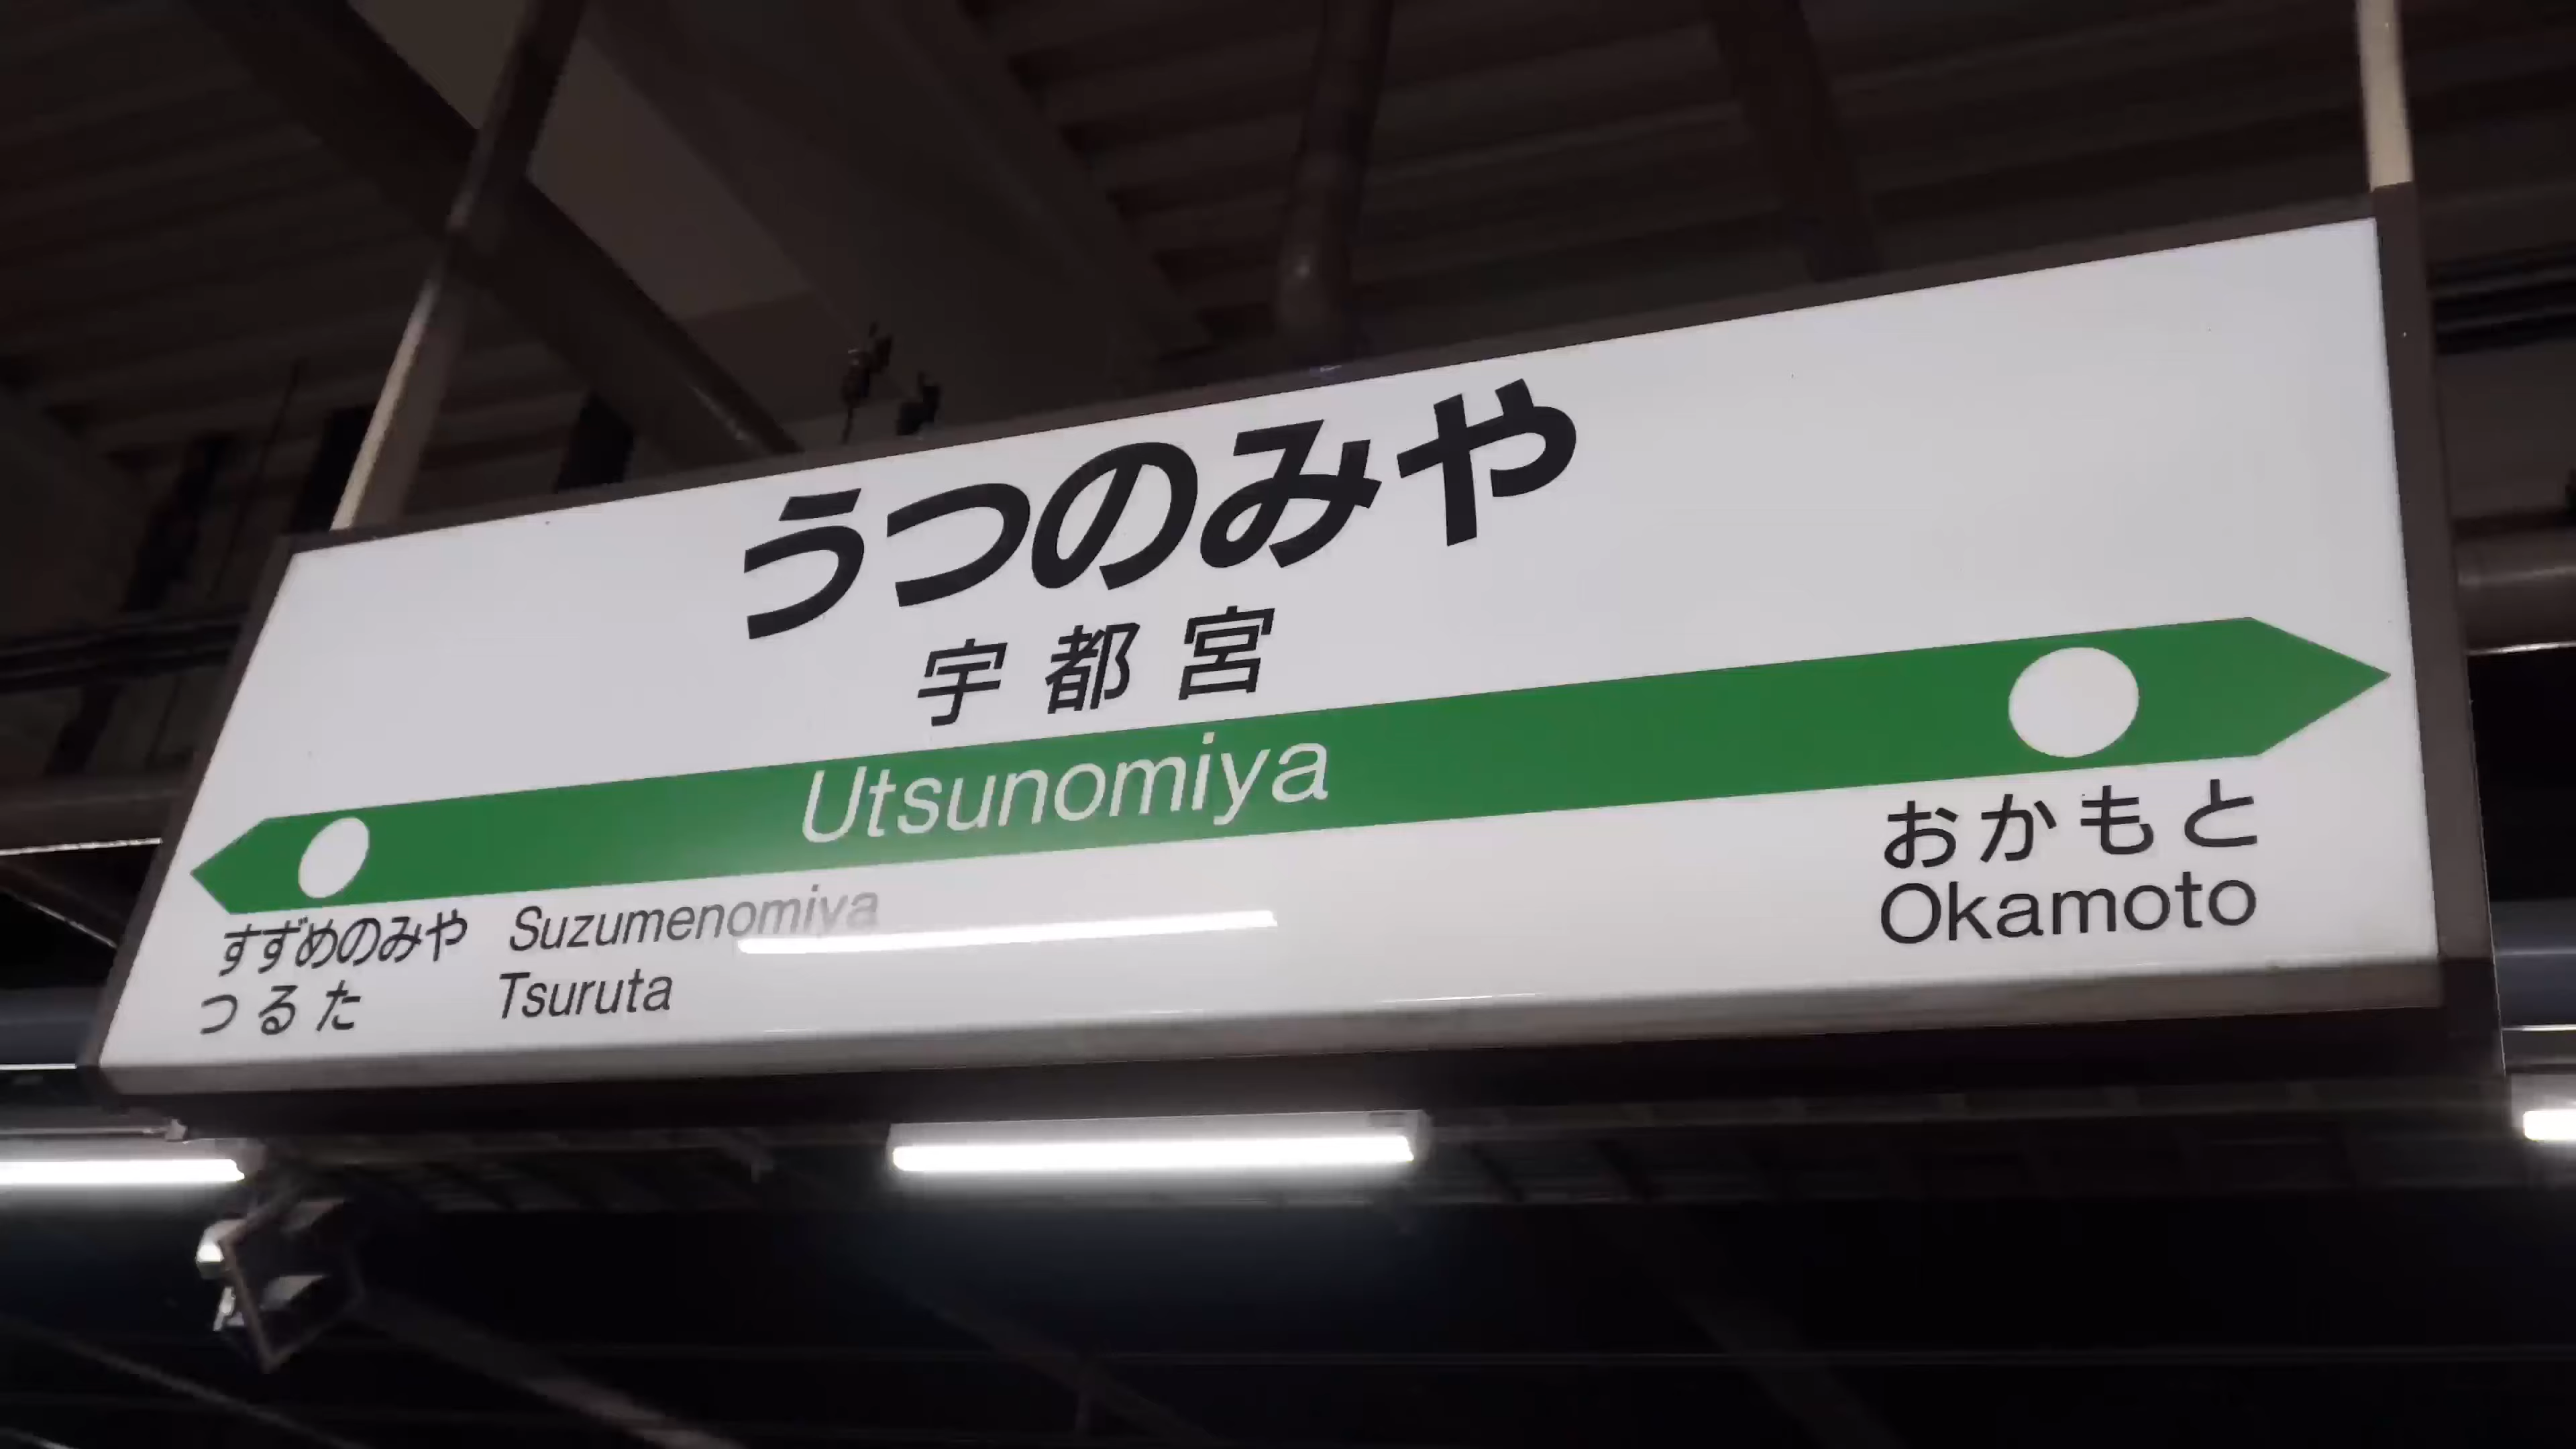 うつのみや
宇都宮
Utsunomiya
すずめのみや Suzumenomiya
つるた Tsuruta
おかもと
Okamoto